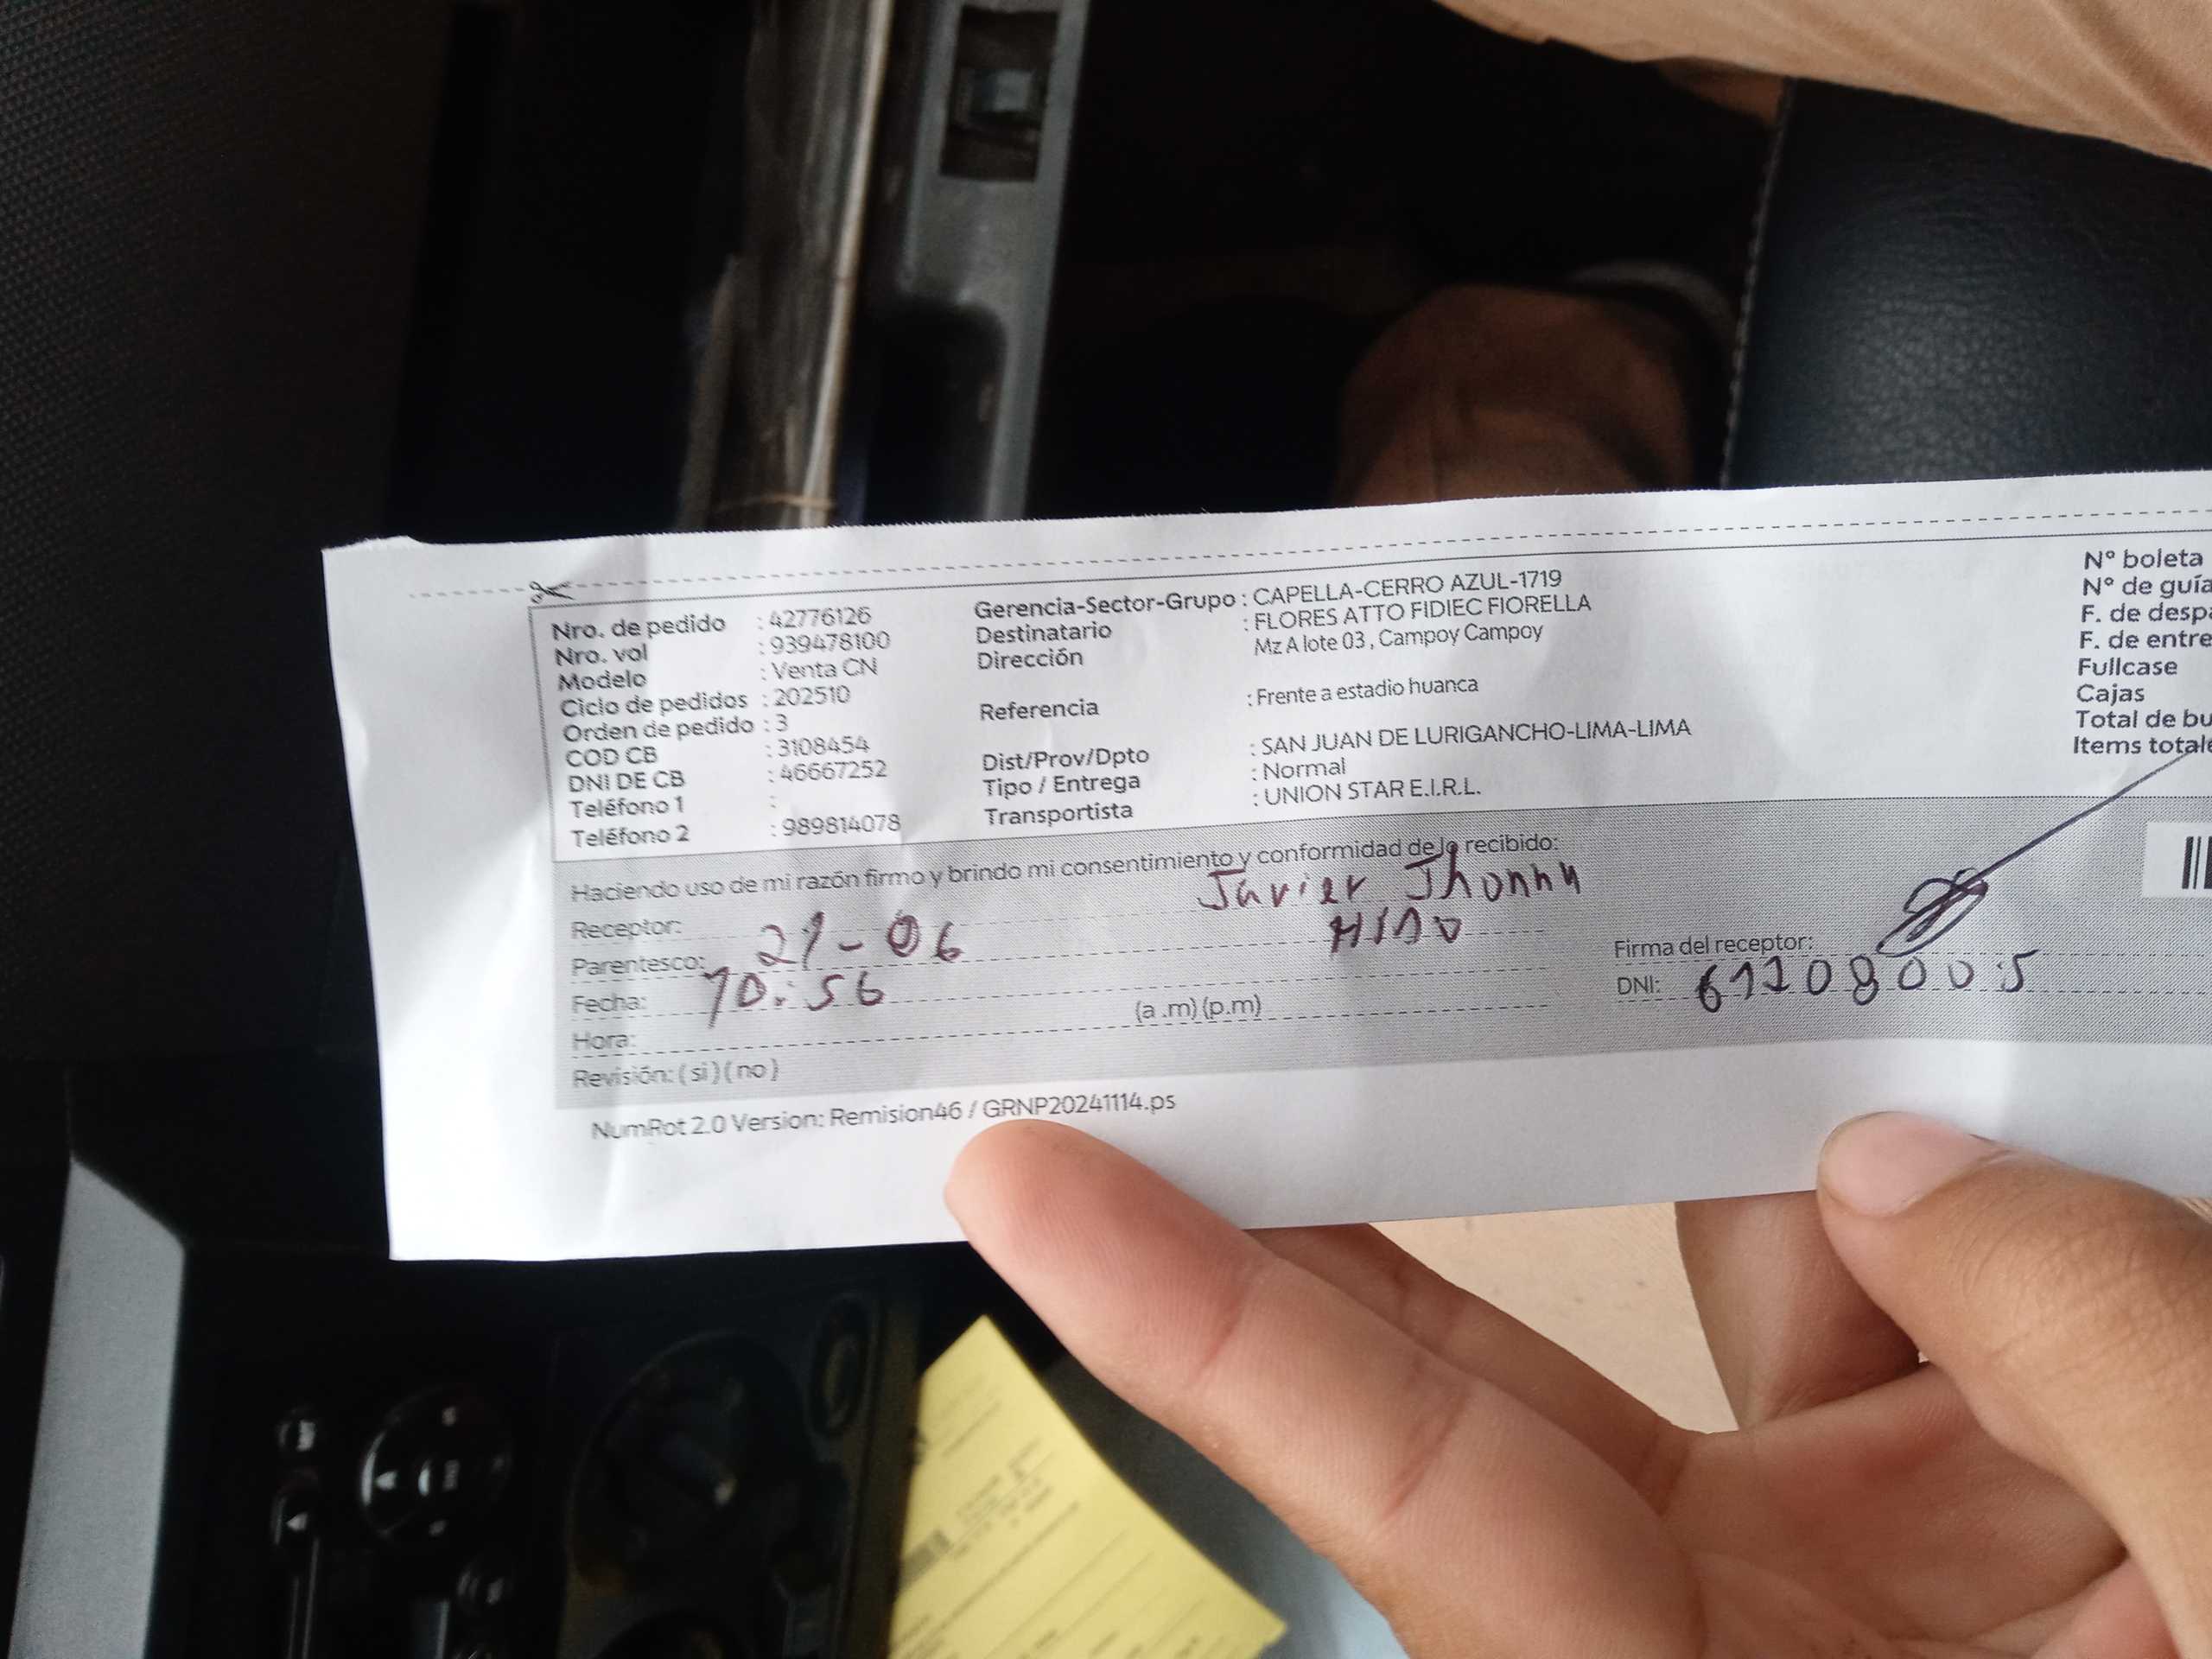 Nro. de pedido : 42776126
Nro. vol : 939478100
Modelo : Venta CN
Ciclo de pedidos : 202510
Orden de pedido : 3
COD CB : 3108454
DNI DE CB : 46667252
Teléfono 1 :
Teléfono 2 : 989814078
Gerencia-Sector-Grupo : CAPELLA-CERRO AZUL-1719
Destinatario : FLORES ATTO FIDIEC FIORELLA
Dirección Mz A lote 03 , Campoy Campoy
Referencia : Frente a estadio huanca
Dist/Prov/Dpto : SAN JUAN DE LURIGANCHO-LIMA-LIMA
Tipo / Entrega : Normal
Transportista : UNION STAR E.I.R.L.
Nº boleta
Nº de guía
F. de despa
F. de entre
Fullcase
Cajas
Total de bu
Items totale
Haciendo uso de mi razón firmo y brindo mi consentimiento y conformidad de lo recibido:
Receptor: Javier Jhonny
Parentesco:
Fecha: 21-06
Hora: 10:56 (a .m) (p.m)
Revisión: ( si ) ( no )
Firma del receptor:
DNI: 61208005
NumRot 2.0 Version: Remision46 / GRNP20241114.ps